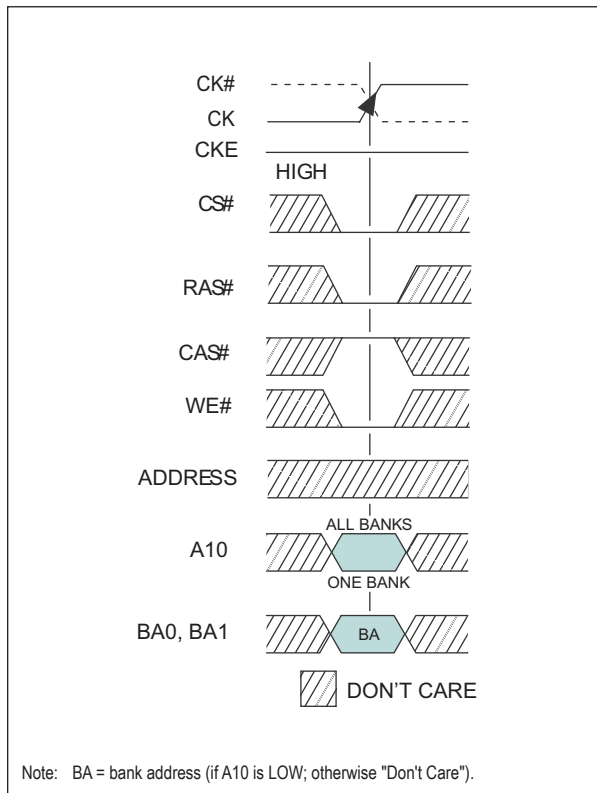 CK#
CK
CKE
HIGH
CS#
RAS#
CAS#
WE#
ADDRESS
ALL BANKS
A10
ONE BANK
BA0, BA1
BA
DON'T CARE
Note: BA = bank address (if A10 is LOW; otherwise "Don't Care").